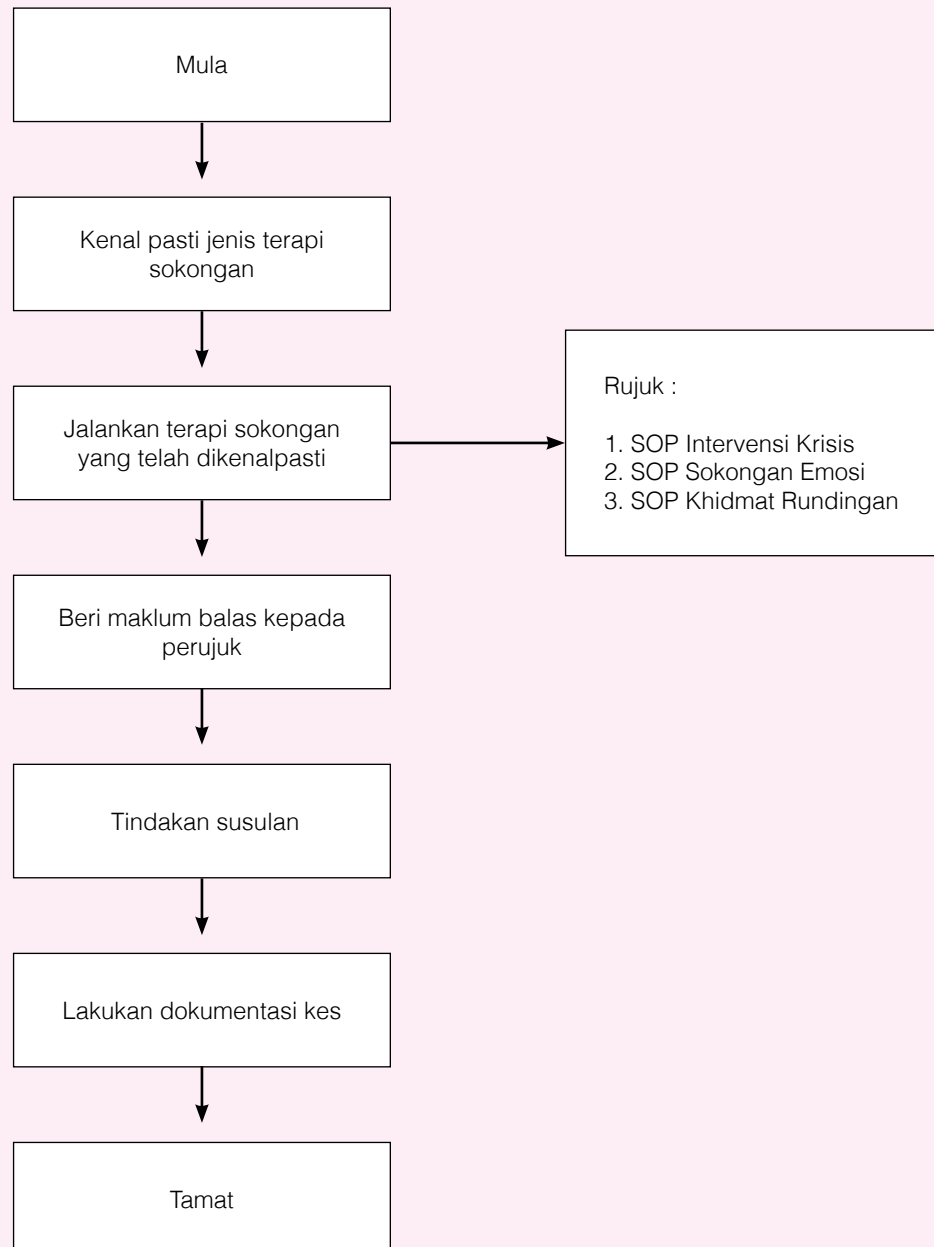 Mula
Kenal pasti jenis terapi
sokongan
Jalankan terapi sokongan
yang telah dikenalpasti
Rujuk :
1. SOP Intervensi Krisis
2. SOP Sokongan Emosi
3. SOP Khidmat Rundingan
Beri maklum balas kepada
perujuk
Tindakan susulan
Lakukan dokumentasi kes
Tamat